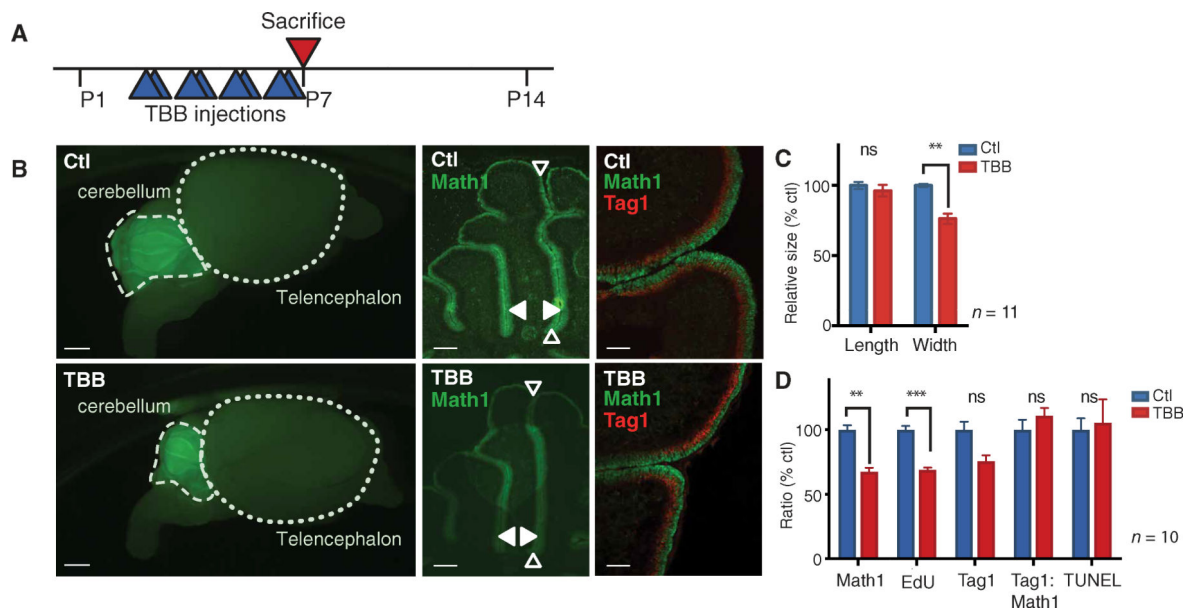 A
Sacrifice
P1
P7
P14
TBB injections
B
Ctl
cerebellum
Telencephalon
Ctl
Math1
Ctl
Math1
Tag1
TBB
cerebellum
Telencephalon
TBB
Math1
TBB
Math1
Tag1
C
Ctl
TBB
ns
**
Relative size (% ctl)
100
50
0
Length
Width
n = 11
D
Ctl
TBB
**
***
ns
ns
ns
Ratio (% ctl)
100
50
0
Math1
EdU
Tag1
Tag1:
Math1
TUNEL
n = 10